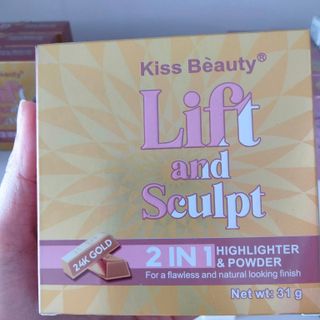 Kiss Bèauty®
Lift
and
Sculpt
24K GOLD
2 IN 1 HIGHLIGHTER
& POWDER
For a flawless and natural looking finish
Net wt: 31 g